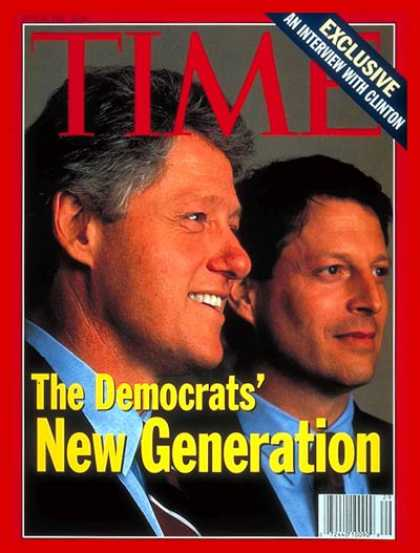 TIME
EXCLUSIVE
AN INTERVIEW WITH CLINTON
The Democrats'
New Generation